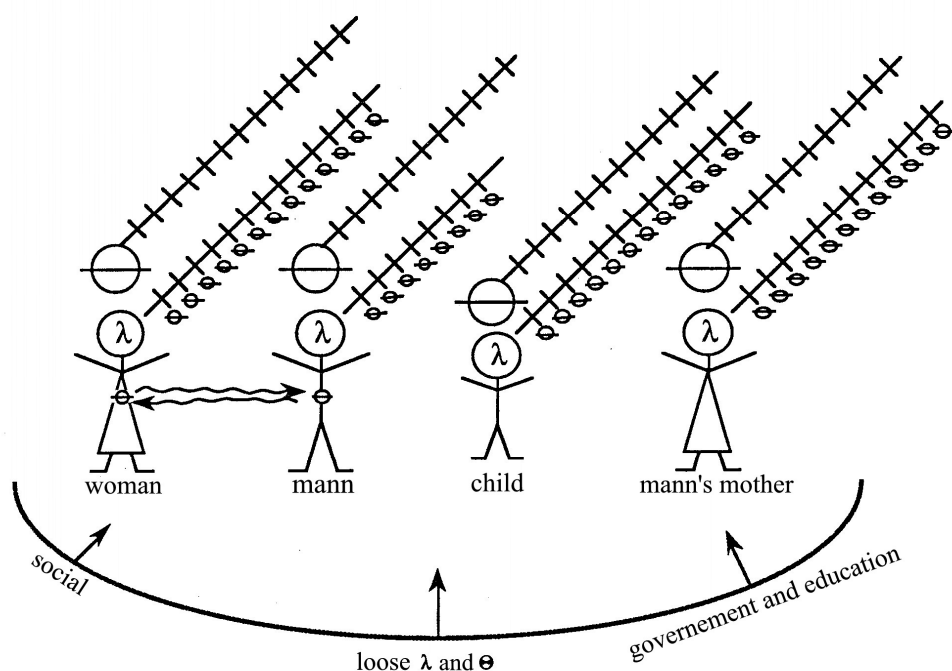 λ λ λ λ
woman mann child mann's mother
social
governement and education
loose λ and Θ